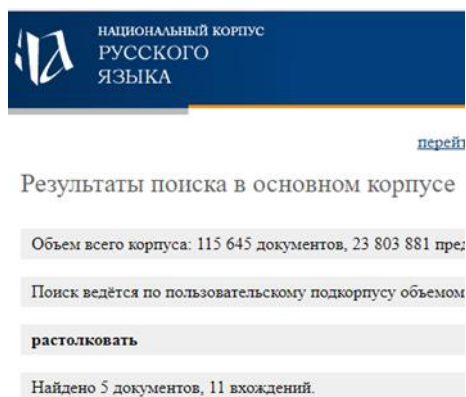 НАЦИОНАЛЬНЫЙ КОРПУС
РУССКОГО
ЯЗЫКА
перейт
Результаты поиска в основном корпусе
Объем всего корпуса: 115 645 документов, 23 803 881 пред
Поиск ведётся по пользовательскому подкорпусу объемом
растолковать
Найдено 5 документов, 11 вхождений.